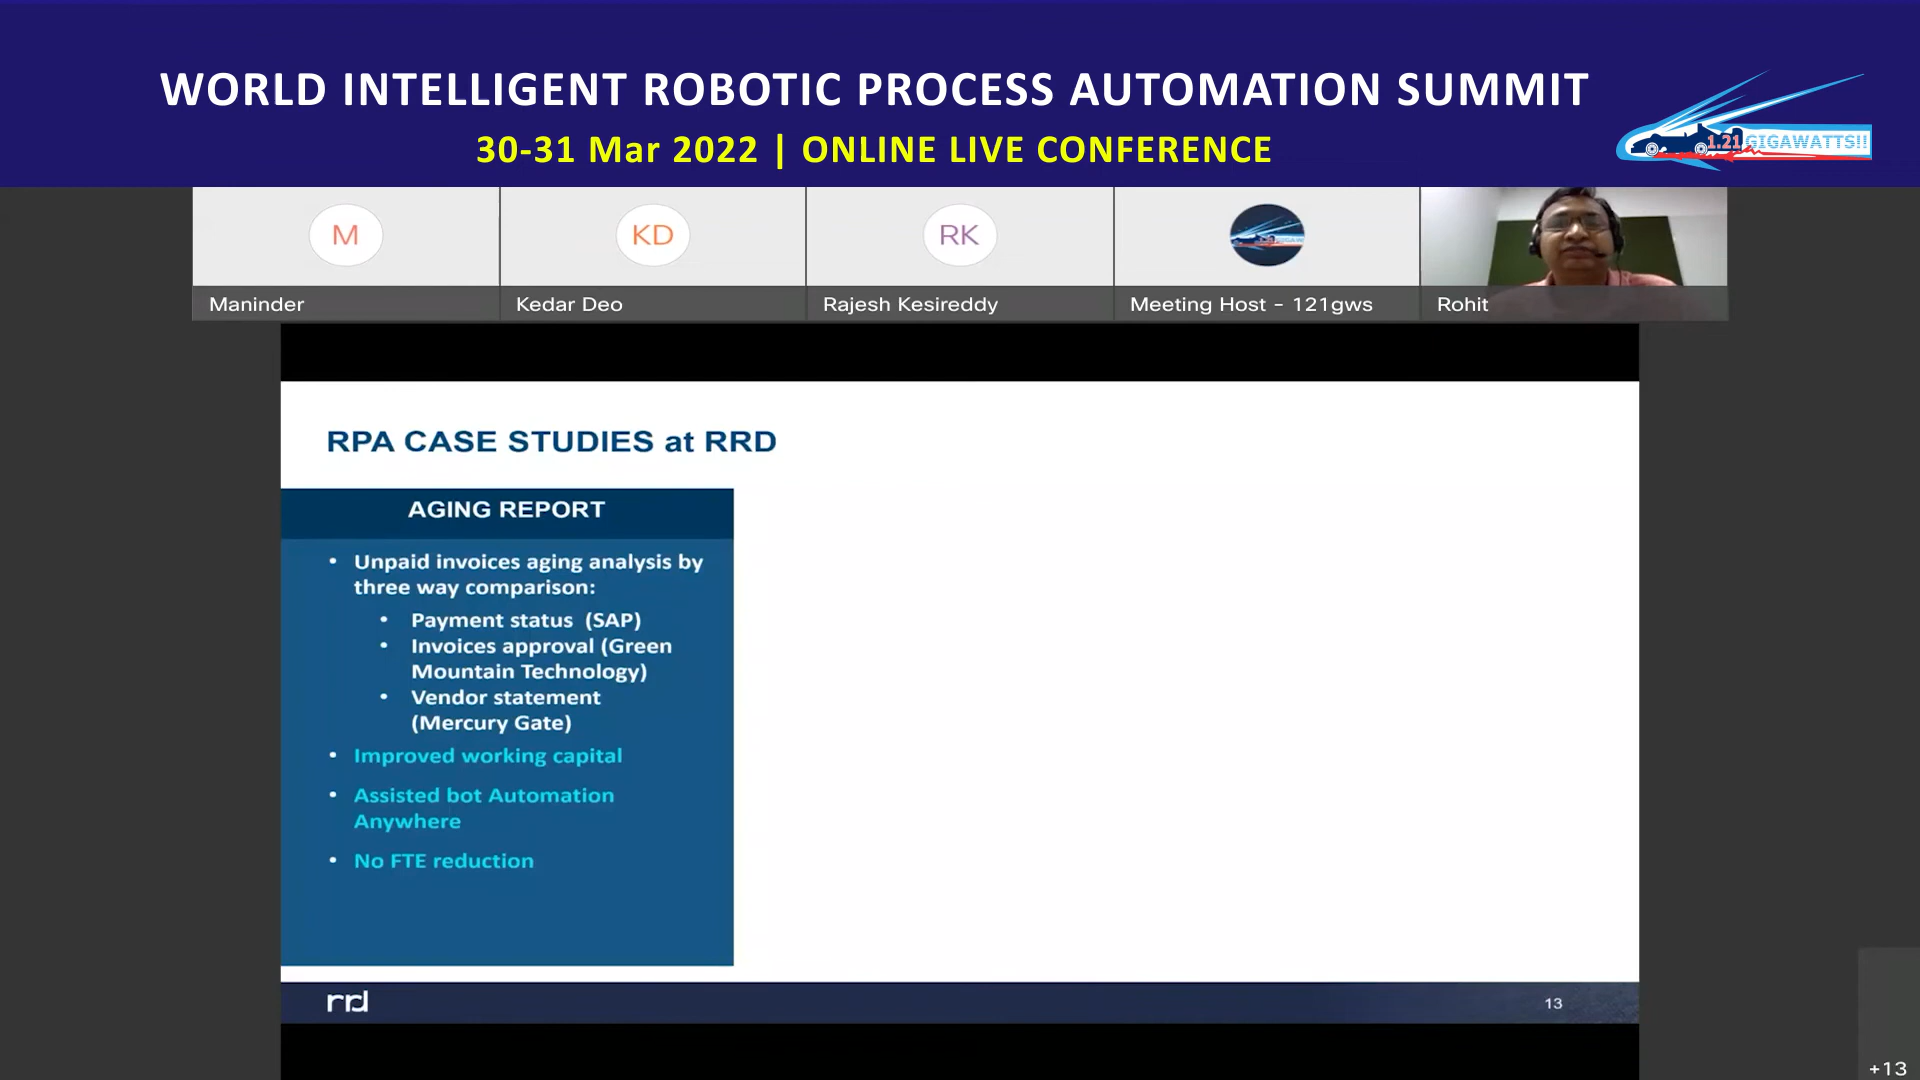 WORLD INTELLIGENT ROBOTIC PROCESS AUTOMATION SUMMIT
30-31 Mar 2022 | ONLINE LIVE CONFERENCE
1.21 GIGAWATTS!!
M
KD
RK
Maninder
Kedar Deo
Rajesh Kesireddy
Meeting Host - 121gws
Rohit
RPA CASE STUDIES at RRD
AGING REPORT
• Unpaid invoices aging analysis by
three way comparison:
• Payment status (SAP)
• Invoices approval (Green
Mountain Technology)
• Vendor statement
(Mercury Gate)
• Improved working capital
• Assisted bot Automation
Anywhere
• No FTE reduction
rrd
13
+13